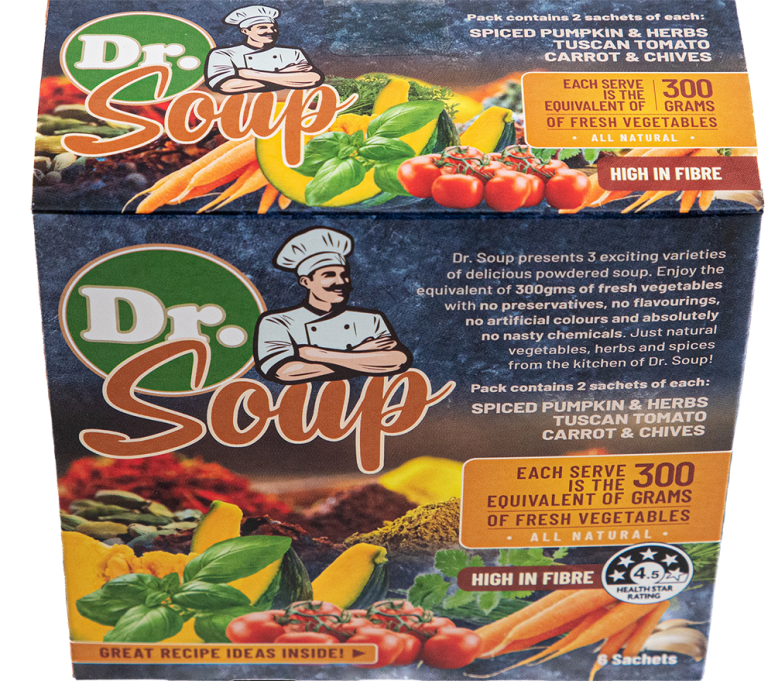 Dr.
Soup
Pack contains 2 sachets of each:
SPICED PUMPKIN & HERBS
TUSCAN TOMATO
CARROT & CHIVES
EACH SERVE
IS THE
EQUIVALENT OF
300
GRAMS
OF FRESH VEGETABLES
• ALL NATURAL •
HIGH IN FIBRE
Dr.
Soup
Dr. Soup presents 3 exciting varieties
of delicious powdered soup. Enjoy the
equivalent of 300gms of fresh vegetables
with no preservatives, no flavourings,
no artificial colours and absolutely
no nasty chemicals. Just natural
vegetables, herbs and spices
from the kitchen of Dr. Soup!
Pack contains 2 sachets of each:
SPICED PUMPKIN & HERBS
TUSCAN TOMATO
CARROT & CHIVES
EACH SERVE
IS THE
EQUIVALENT OF
300
GRAMS
OF FRESH VEGETABLES
• ALL NATURAL •
HIGH IN FIBRE
4.5
HEALTH STAR
RATING
GREAT RECIPE IDEAS INSIDE!
6 Sachets